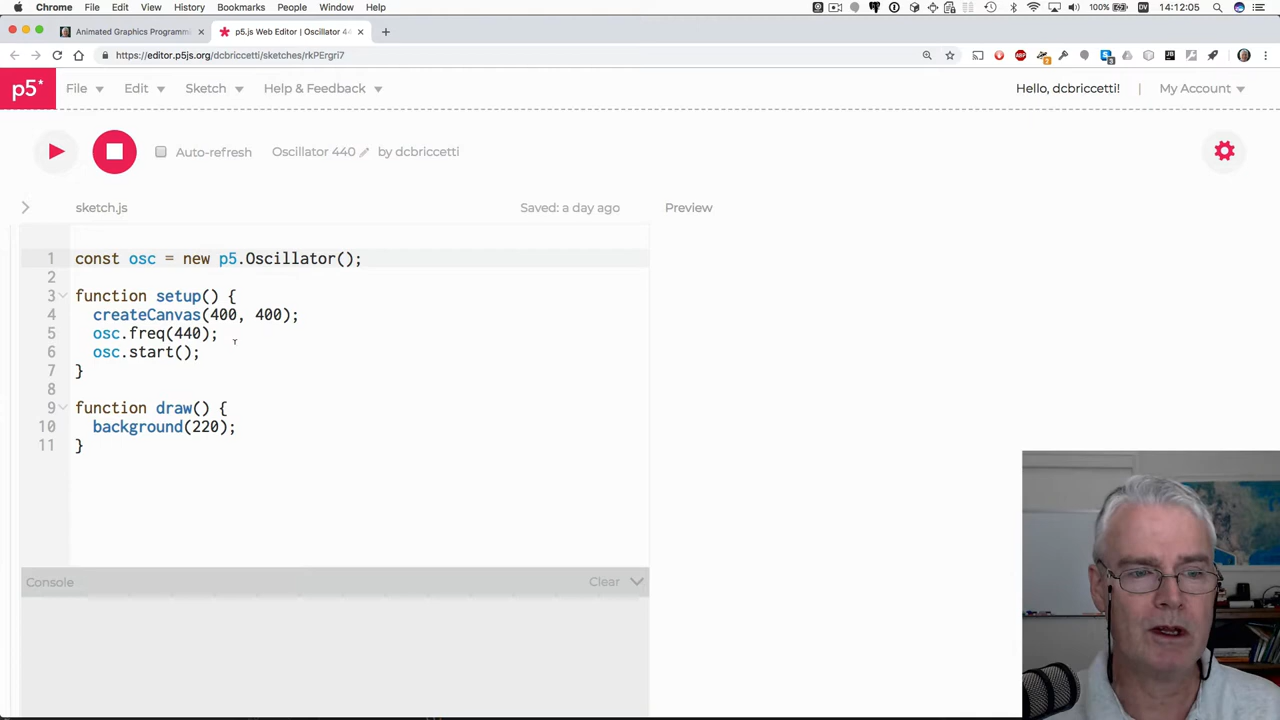 Chrome File Edit View History Bookmarks People Window Help 100% DV 14:12:05
Animated Graphics Programmi × p5.js Web Editor | Oscillator 44 × +
https://editor.p5js.org/dcbriccetti/sketches/rkPErgri7
p5* File Edit Sketch Help & Feedback Hello, dcbriccetti! | My Account
Auto-refresh Oscillator 440 by dcbriccetti
sketch.js Saved: a day ago Preview
1 const osc = new p5.Oscillator();
2
3 function setup() {
4 createCanvas(400, 400);
5 osc.freq(440);
6 osc.start();
7 }
8
9 function draw() {
10 background(220);
11 }
Console Clear